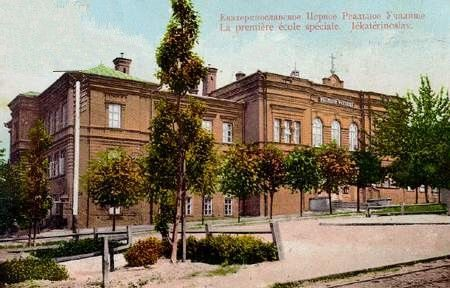 Екатеринославское Первое Реальное Училище
La première école spéciale. Iékatérinoslav.